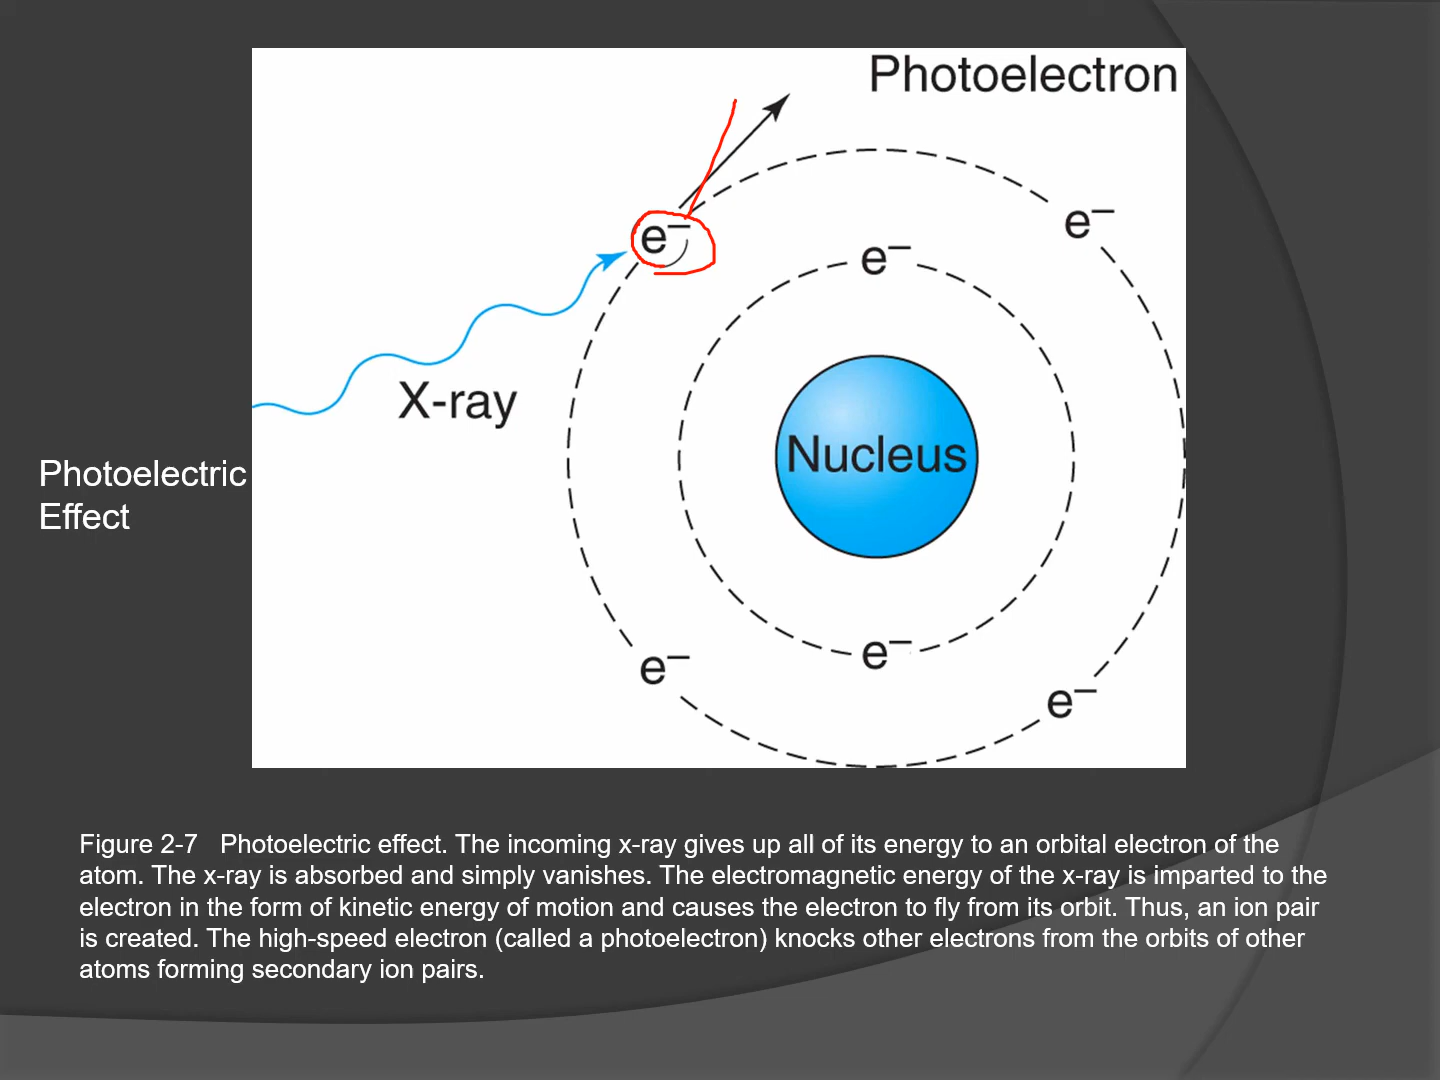 Photoelectron
e–
e–
e–
X-ray
Nucleus
Photoelectric
Effect
e–
e–
e–
Figure 2-7 Photoelectric effect. The incoming x-ray gives up all of its energy to an orbital electron of the
atom. The x-ray is absorbed and simply vanishes. The electromagnetic energy of the x-ray is imparted to the
electron in the form of kinetic energy of motion and causes the electron to fly from its orbit. Thus, an ion pair
is created. The high-speed electron (called a photoelectron) knocks other electrons from the orbits of other
atoms forming secondary ion pairs.